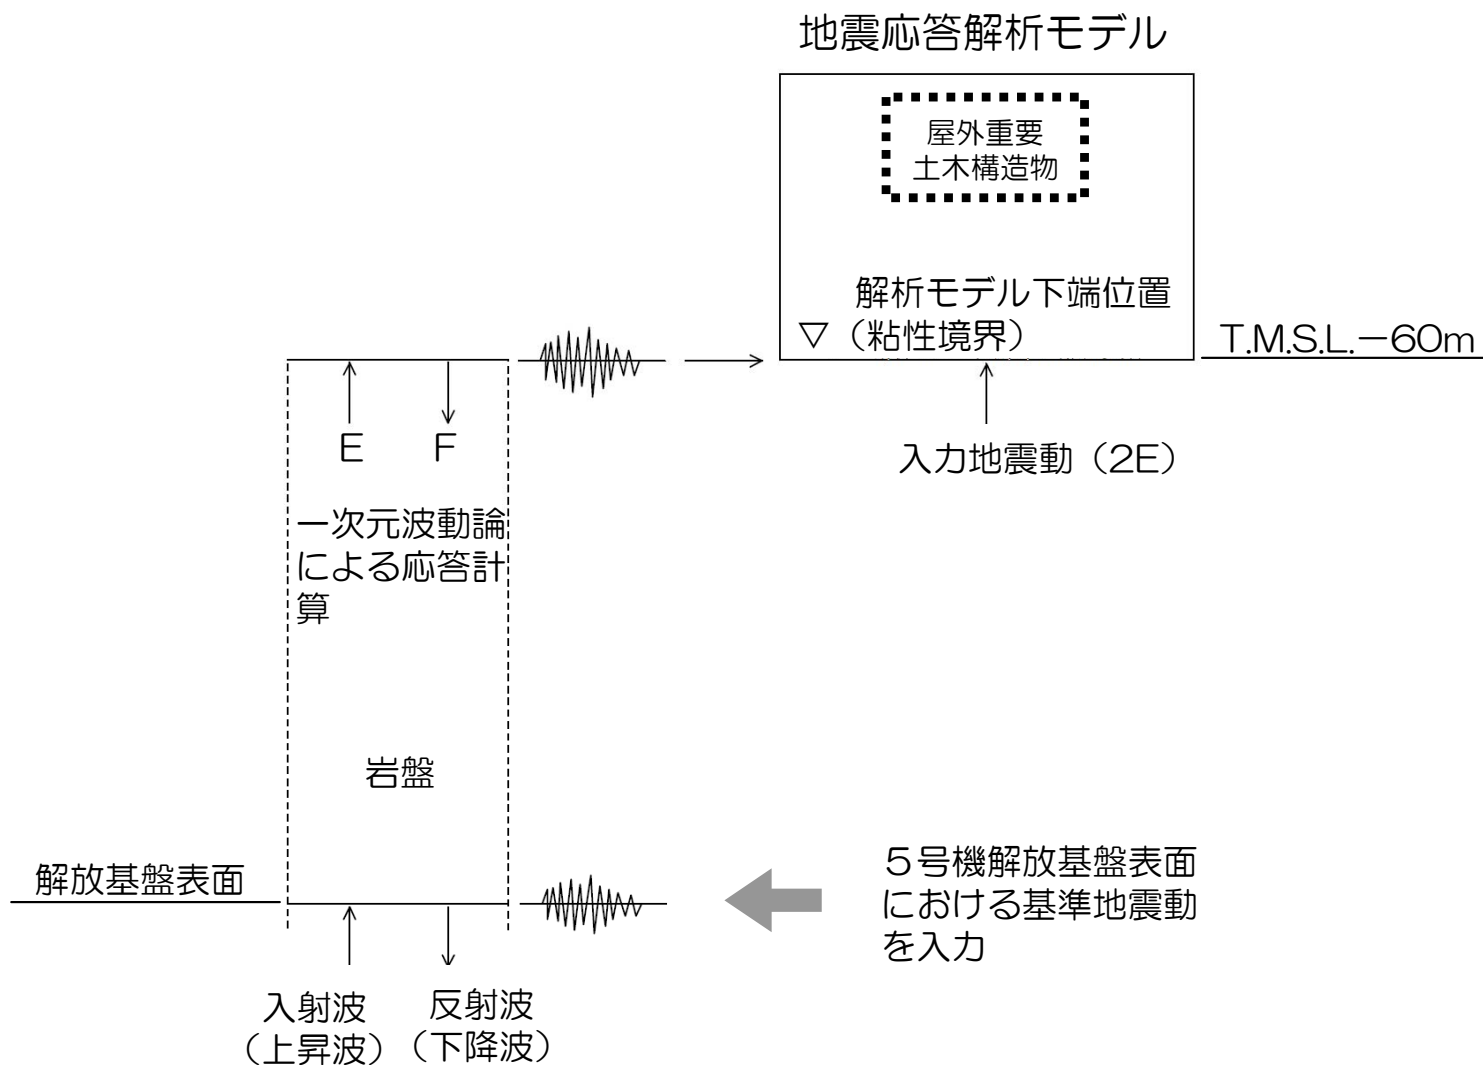 地震応答解析モデル
屋外重要
土木構造物
解析モデル下端位置
▽（粘性境界）
T.M.S.L.－60m
E
F
入力地震動（2E）
一次元波動論
による応答計
算
岩盤
解放基盤表面
５号機解放基盤表面
における基準地震動
を入力
入射波
（上昇波）
反射波
（下降波）